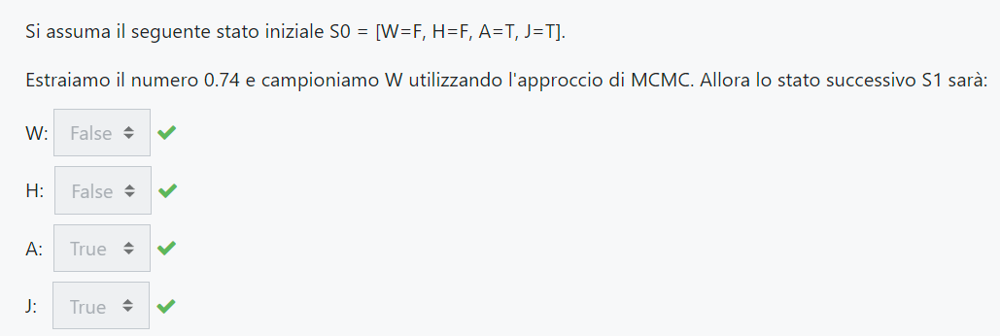 Si assuma il seguente stato iniziale S0 = [W=F, H=F, A=T, J=T].
Estraiamo il numero 0.74 e campioniamo W utilizzando l'approccio di MCMC. Allora lo stato successivo S1 sarà:
W: False
H: False
A: True
J: True